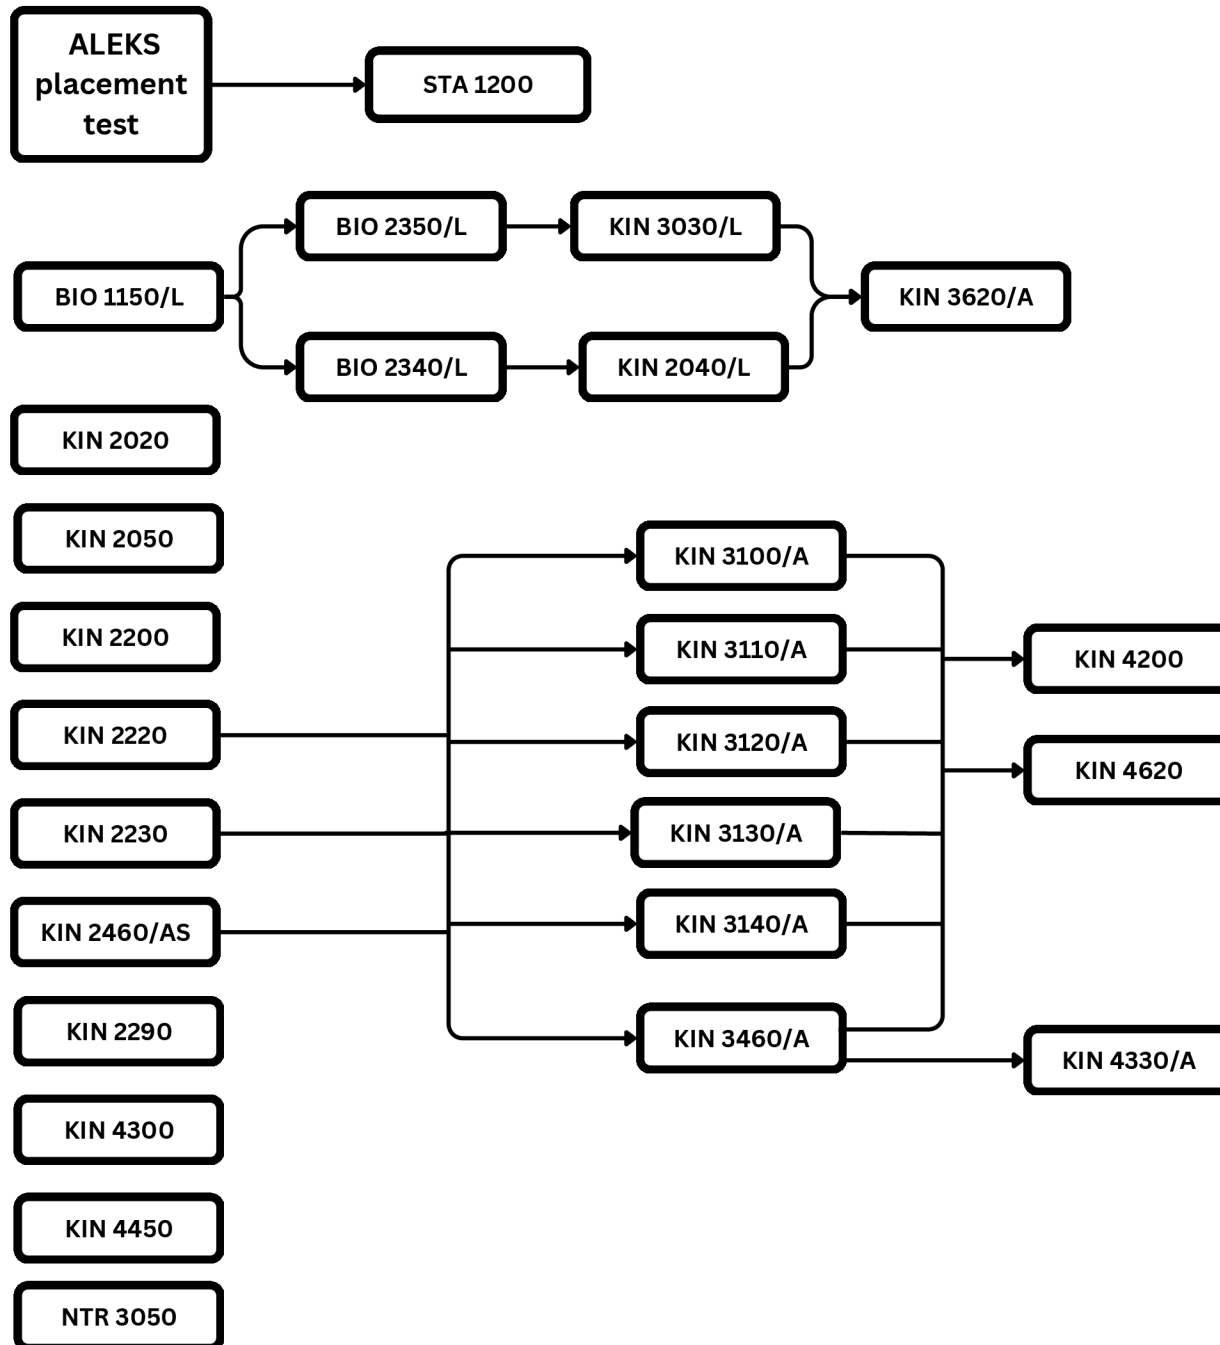 ALEKS
placement
test
STA 1200
BIO 2350/L
KIN 3030/L
BIO 1150/L
KIN 3620/A
BIO 2340/L
KIN 2040/L
KIN 2020
KIN 2050
KIN 3100/A
KIN 2200
KIN 3110/A
KIN 4200
KIN 2220
KIN 3120/A
KIN 4620
KIN 2230
KIN 3130/A
KIN 2460/AS
KIN 3140/A
KIN 2290
KIN 3460/A
KIN 4330/A
KIN 4300
KIN 4450
NTR 3050